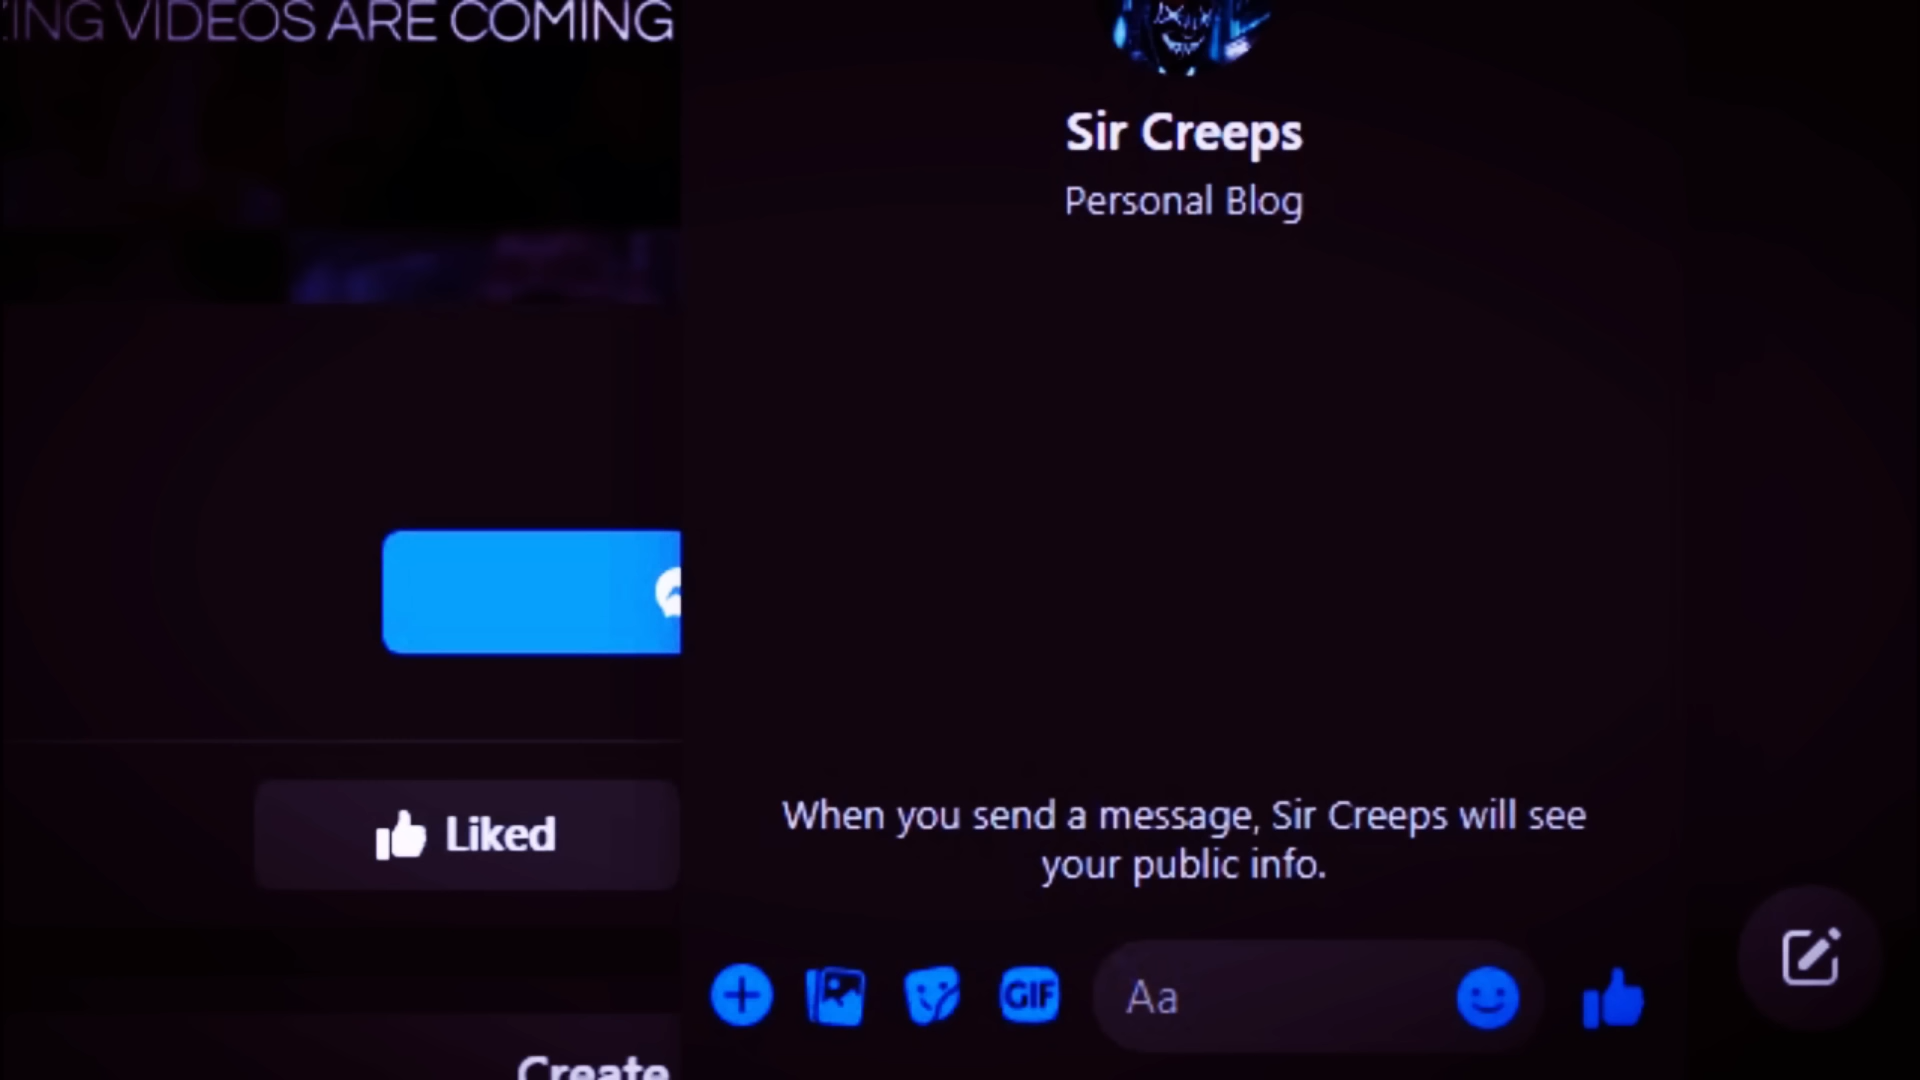 ING VIDEOS ARE COMING
Sir Creeps
Personal Blog
Liked
When you send a message, Sir Creeps will see
your public info.
GIF
Aa
Create